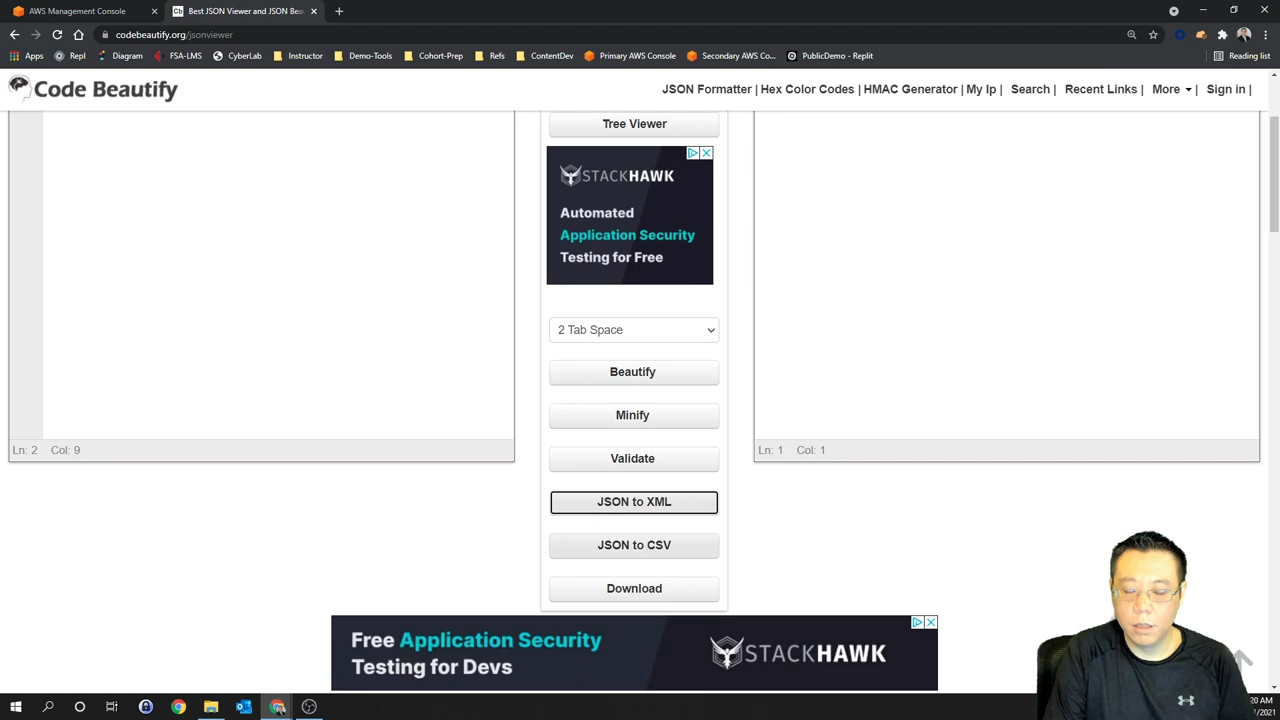 AWS Management Console
Best JSON Viewer and JSON Bea
codebeautify.org/jsonviewer
Apps
Repl
Diagram
FSA-LMS
CyberLab
Instructor
Demo-Tools
Cohort-Prep
Refs
ContentDev
Primary AWS Console
Secondary AWS Co...
PublicDemo - Replit
Reading list
Code Beautify
JSON Formatter | Hex Color Codes | HMAC Generator | My Ip | Search | Recent Links | More | Sign in |
Tree Viewer
STACKHAWK
Automated
Application Security
Testing for Free
2 Tab Space
Beautify
Minify
Validate
JSON to XML
JSON to CSV
Download
Ln: 2 Col: 9
Ln: 1 Col: 1
Free Application Security
Testing for Devs
STACKHAWK
20 AM
/2021